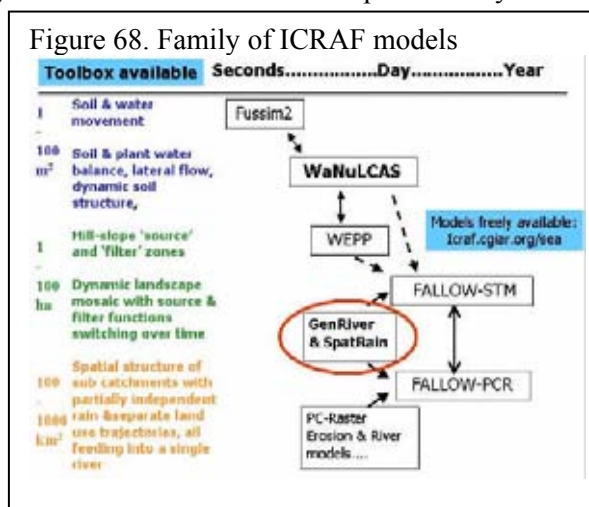 Figure 68. Family of ICRAF models
Toolbox available Seconds.................Day.................Year
1
-
100
m²
Soil & water
movement
Soil & plant water
balance, lateral flow,
dynamic soil
structure,
1
-
100
ha
Hill-slope 'source'
and 'filter' zones
Dynamic landscape
mosaic with source &
filter functions
switching over time
100
-
1000
km²
Spatial structure of
sub catchments with
partially independent
rain &separate land
use trajectories, all
feeding into a single
river
Fussim2
WaNuLCAS
WEPP
Models freely available:
Icraf.cgiar.org/sea
FALLOW-STM
GenRiver
& SpatRain
FALLOW-PCR
PC-Raster
Erosion & River
models....